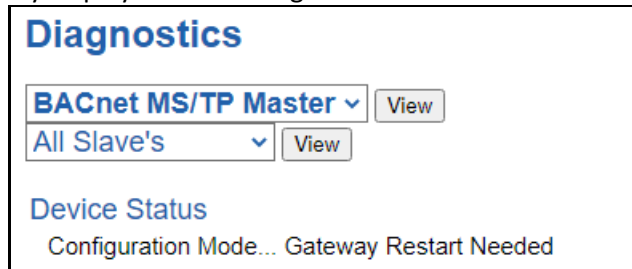 Diagnostics
BACnet MS/TP Master View
All Slave's View
Device Status
Configuration Mode... Gateway Restart Needed